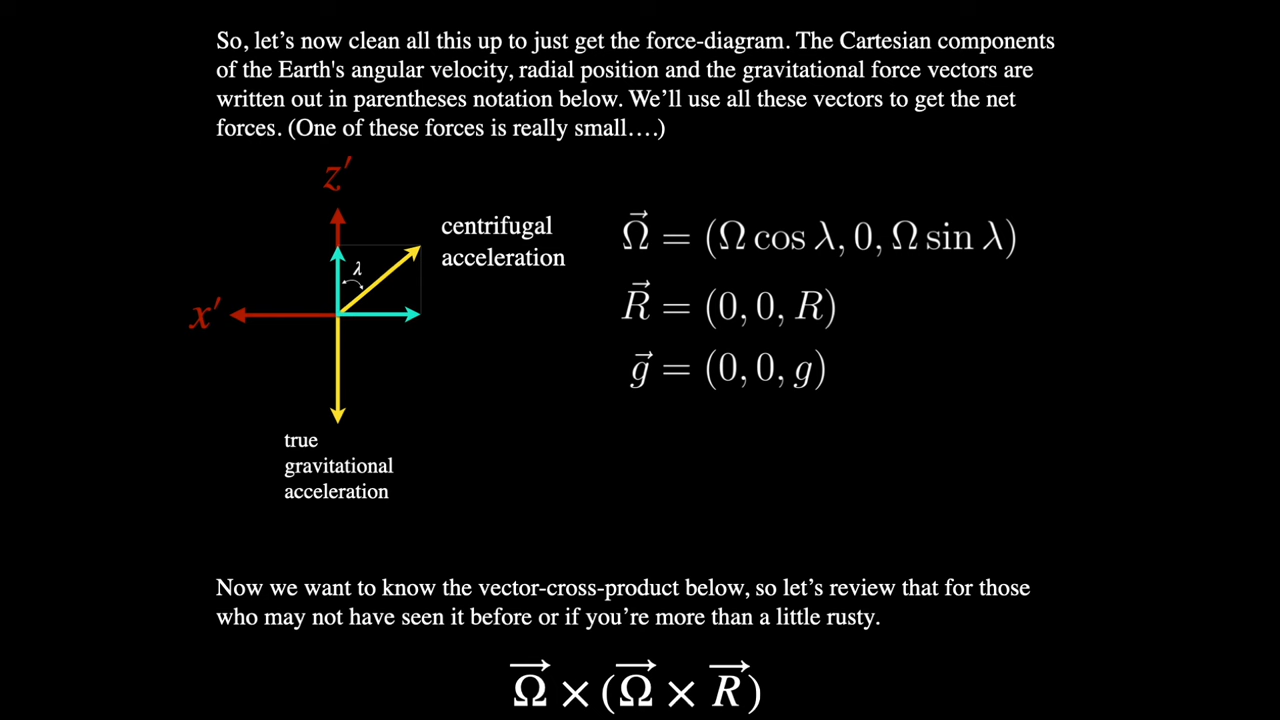 So, let’s now clean all this up to just get the force-diagram. The Cartesian components
of the Earth's angular velocity, radial position and the gravitational force vectors are
written out in parentheses notation below. We’ll use all these vectors to get the net
forces. (One of these forces is really small….)
z′
centrifugal
acceleration
λ
x′
true
gravitational
acceleration
Ω⃗ = (Ω cos λ, 0, Ω sin λ)
R⃗ = (0, 0, R)
g⃗ = (0, 0, g)
Now we want to know the vector-cross-product below, so let’s review that for those
who may not have seen it before or if you’re more than a little rusty.
Ω⃗ × (Ω⃗ × R⃗)